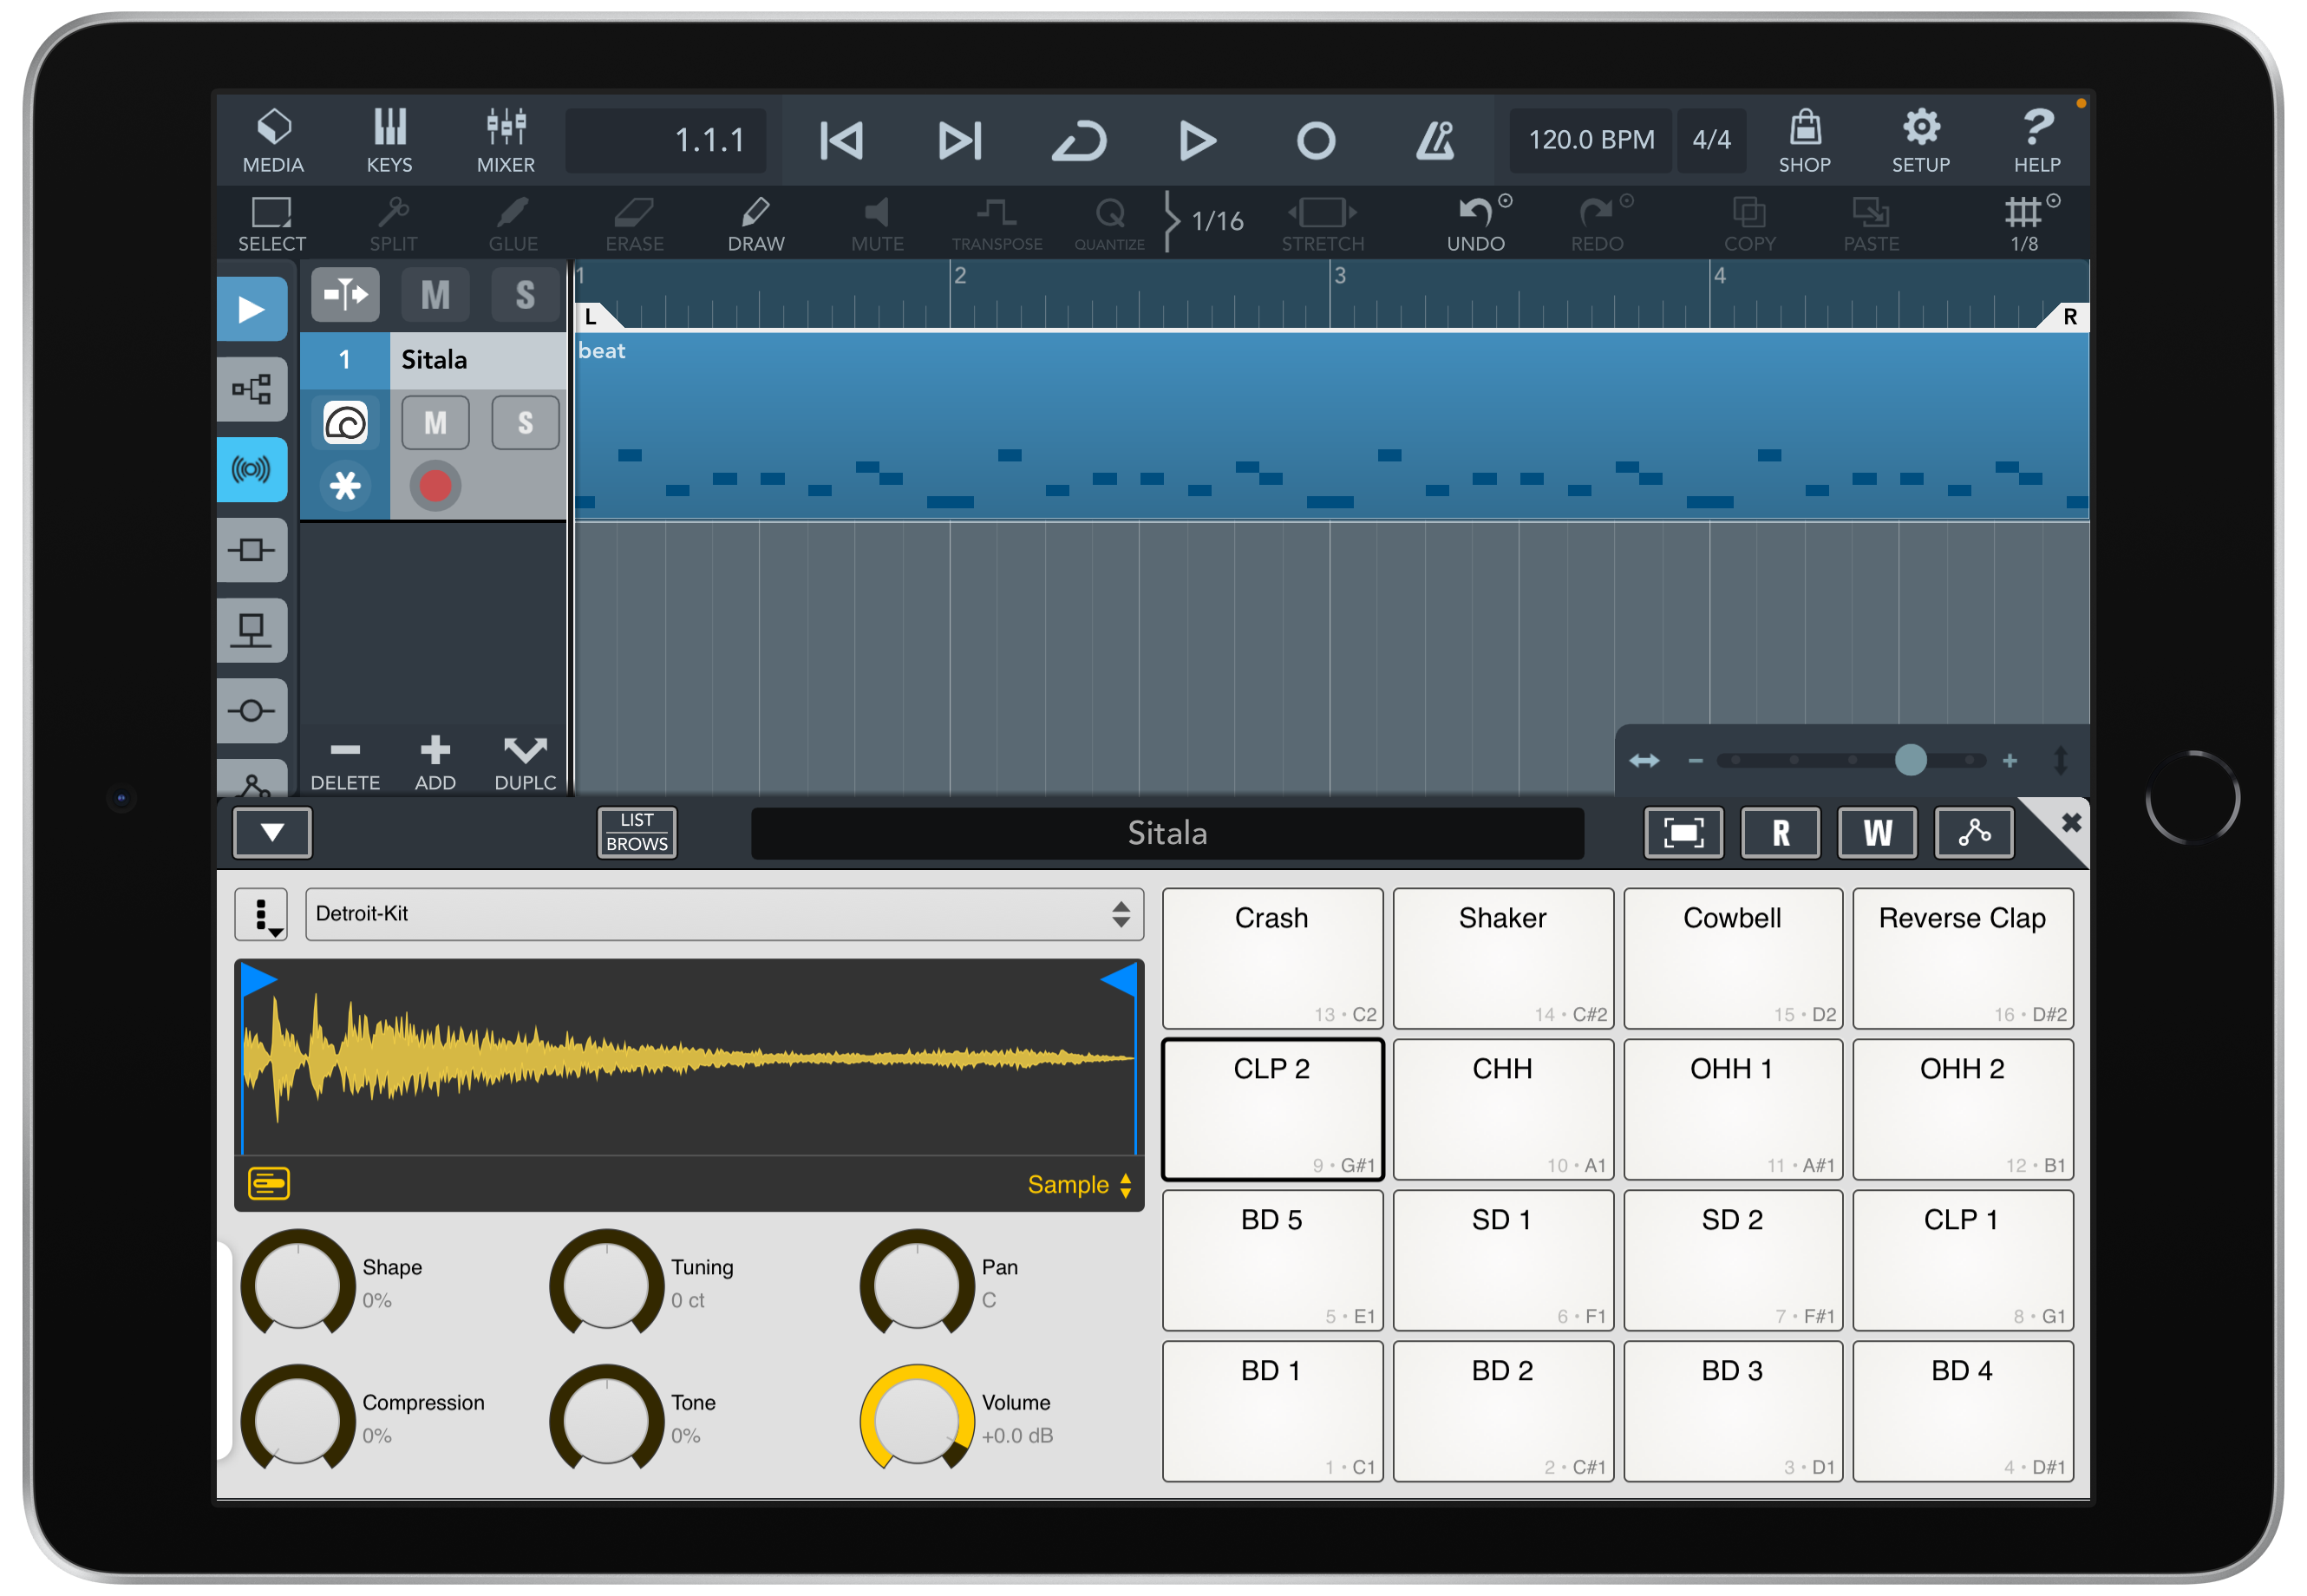 MEDIA KEYS MIXER 1.1.1 120.0 BPM 4/4 SHOP SETUP HELP
SELECT SPLIT GLUE ERASE DRAW MUTE TRANSPOSE QUANTIZE 1/16 STRETCH UNDO REDO COPY PASTE 1/8
M S 1 2 3 4
L R
1 Sitala beat
M S
DELETE ADD DUPLC
LIST
BROWS
Sitala R W
Detroit-Kit
Sample
Shape
0%
Tuning
0 ct
Pan
C
Compression
0%
Tone
0%
Volume
+0.0 dB
Crash
13 • C2
Shaker
14 • C#2
Cowbell
15 • D2
Reverse Clap
16 • D#2
CLP 2
9 • G#1
CHH
10 • A1
OHH 1
11 • A#1
OHH 2
12 • B1
BD 5
5 • E1
SD 1
6 • F1
SD 2
7 • F#1
CLP 1
8 • G1
BD 1
1 • C1
BD 2
2 • C#1
BD 3
3 • D1
BD 4
4 • D#1